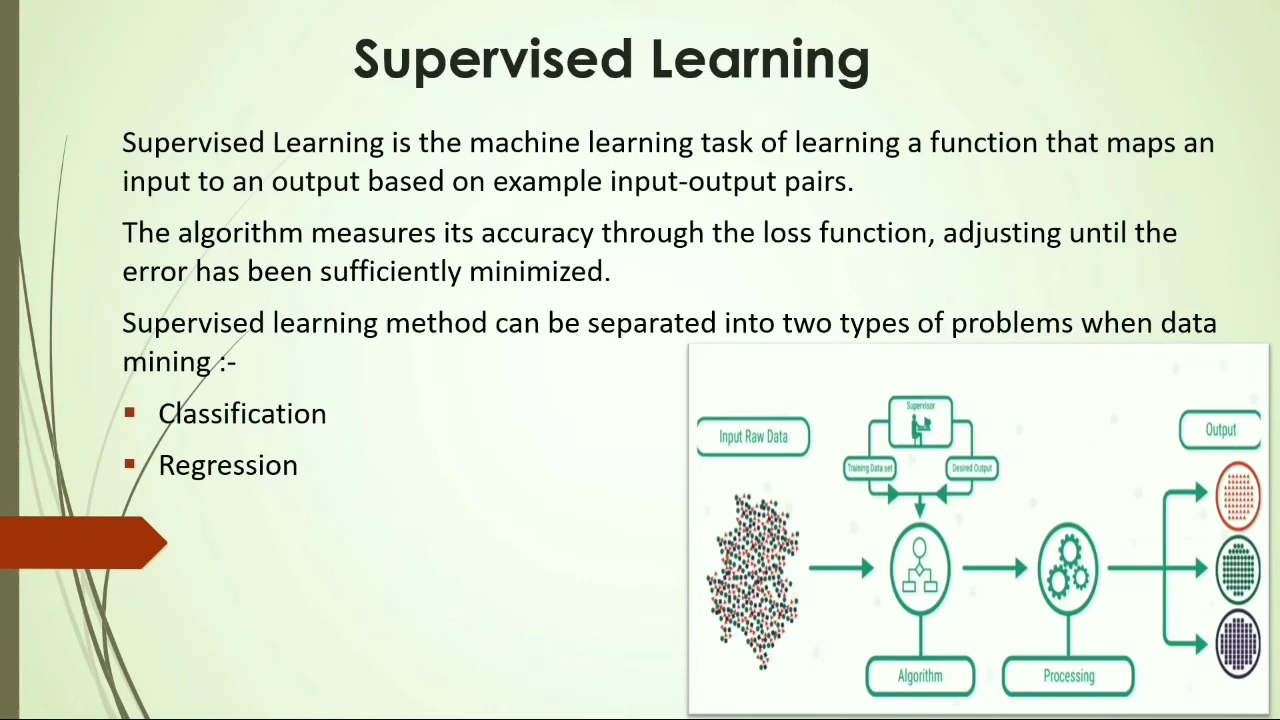 Supervised Learning
Supervised Learning is the machine learning task of learning a function that maps an
input to an output based on example input-output pairs.
The algorithm measures its accuracy through the loss function, adjusting until the
error has been sufficiently minimized.
Supervised learning method can be separated into two types of problems when data
mining :-
Classification
Regression
Supervisor
Input Raw Data
Output
Training Data set
Desired Output
Algorithm
Processing